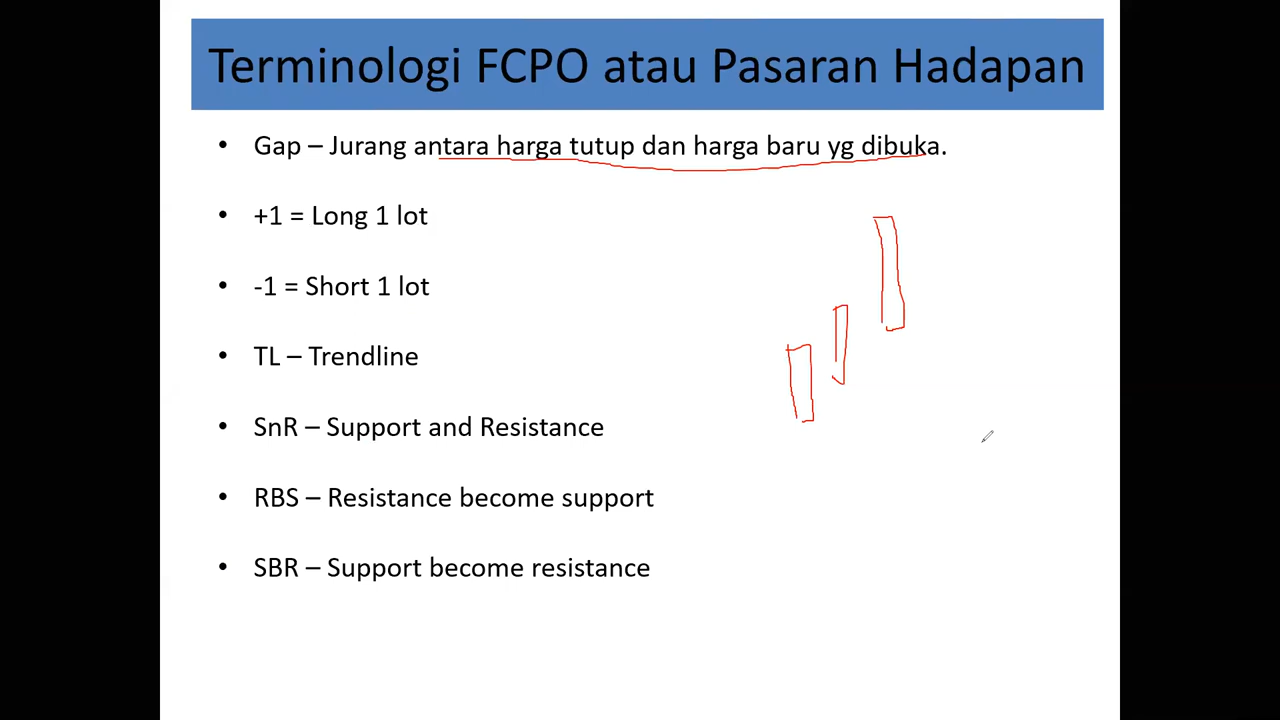 Terminologi FCPO atau Pasaran Hadapan
• Gap – Jurang antara harga tutup dan harga baru yg dibuka.
• +1 = Long 1 lot
• -1 = Short 1 lot
• TL – Trendline
• SnR – Support and Resistance
• RBS – Resistance become support
• SBR – Support become resistance